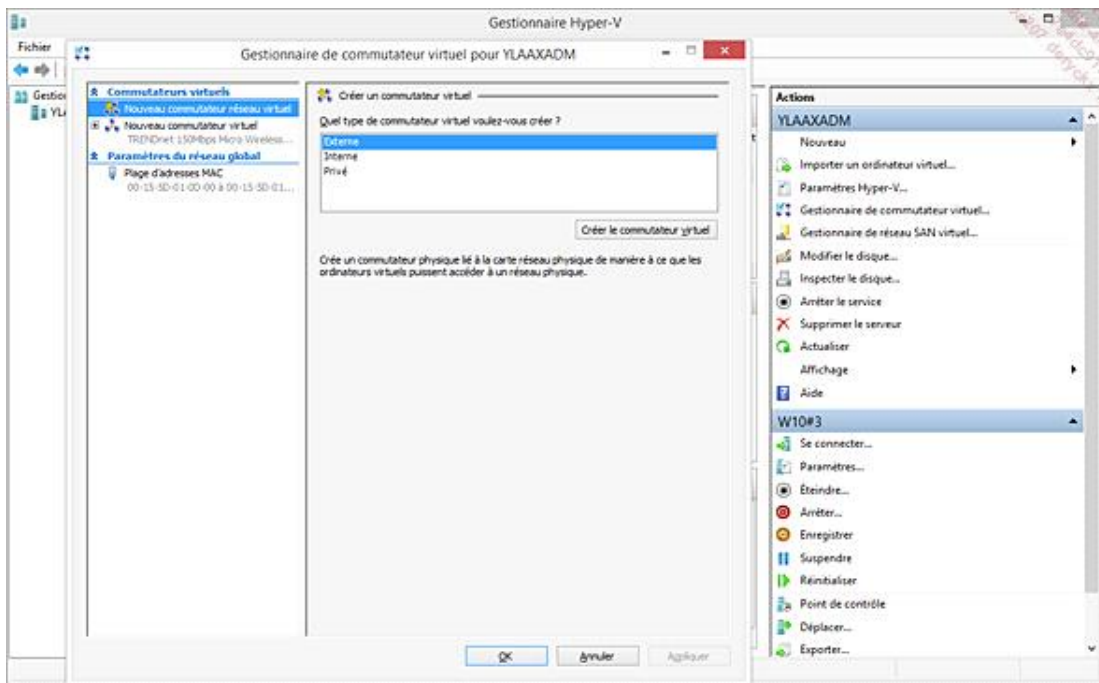 Gestionnaire Hyper-V
Fichier
Gestionnaire de commutateur virtuel pour YLAAXADM
Commutateurs virtuels
Nouveau commutateur réseau virtuel
Nouveau commutateur virtuel
TRENDnet 150Mbps Micro Wireless...
Paramètres du réseau global
Plage d'adresses MAC
00-15-5D-01-0D-00 à 00-15-5D-01...
Créer un commutateur virtuel
Quel type de commutateur virtuel voulez-vous créer ?
Externe
Interne
Privé
Créer le commutateur virtuel
Crée un commutateur physique lié à la carte réseau physique de manière à ce que les
ordinateurs virtuels puissent accéder à un réseau physique.
OK
Annuler
Appliquer
Actions
YLAAXADM
Nouveau
Importer un ordinateur virtuel...
Paramètres Hyper-V...
Gestionnaire de commutateur virtuel...
Gestionnaire de réseau SAN virtuel...
Modifier le disque...
Inspecter le disque...
Arrêter le service
Supprimer le serveur
Actualiser
Affichage
Aide
W10#3
Se connecter...
Paramètres...
Éteindre...
Arrêter...
Enregistrer
Suspendre
Réinitialiser
Point de contrôle
Déplacer...
Exporter...